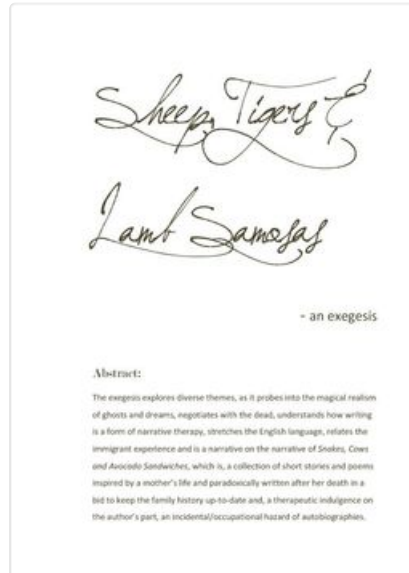 Sheep, Tigers &
Lamb Samosas
- an exegesis
Abstract:
The exegesis explores diverse themes, as it probes into the magical realism
of ghosts and dreams, negotiates with the dead, understands how writing
is a form of narrative therapy, stretches the English language, relates the
immigrant experience and is a narrative on the narrative of Snakes, Cows
and Avocado Sandwiches, which is, a collection of short stories and poems
inspired by a mother's life and paradoxically written after her death in a
bid to keep the family history up-to-date and, a therapeutic indulgence on
the author's part, an incidental/occupational hazard of autobiographies.